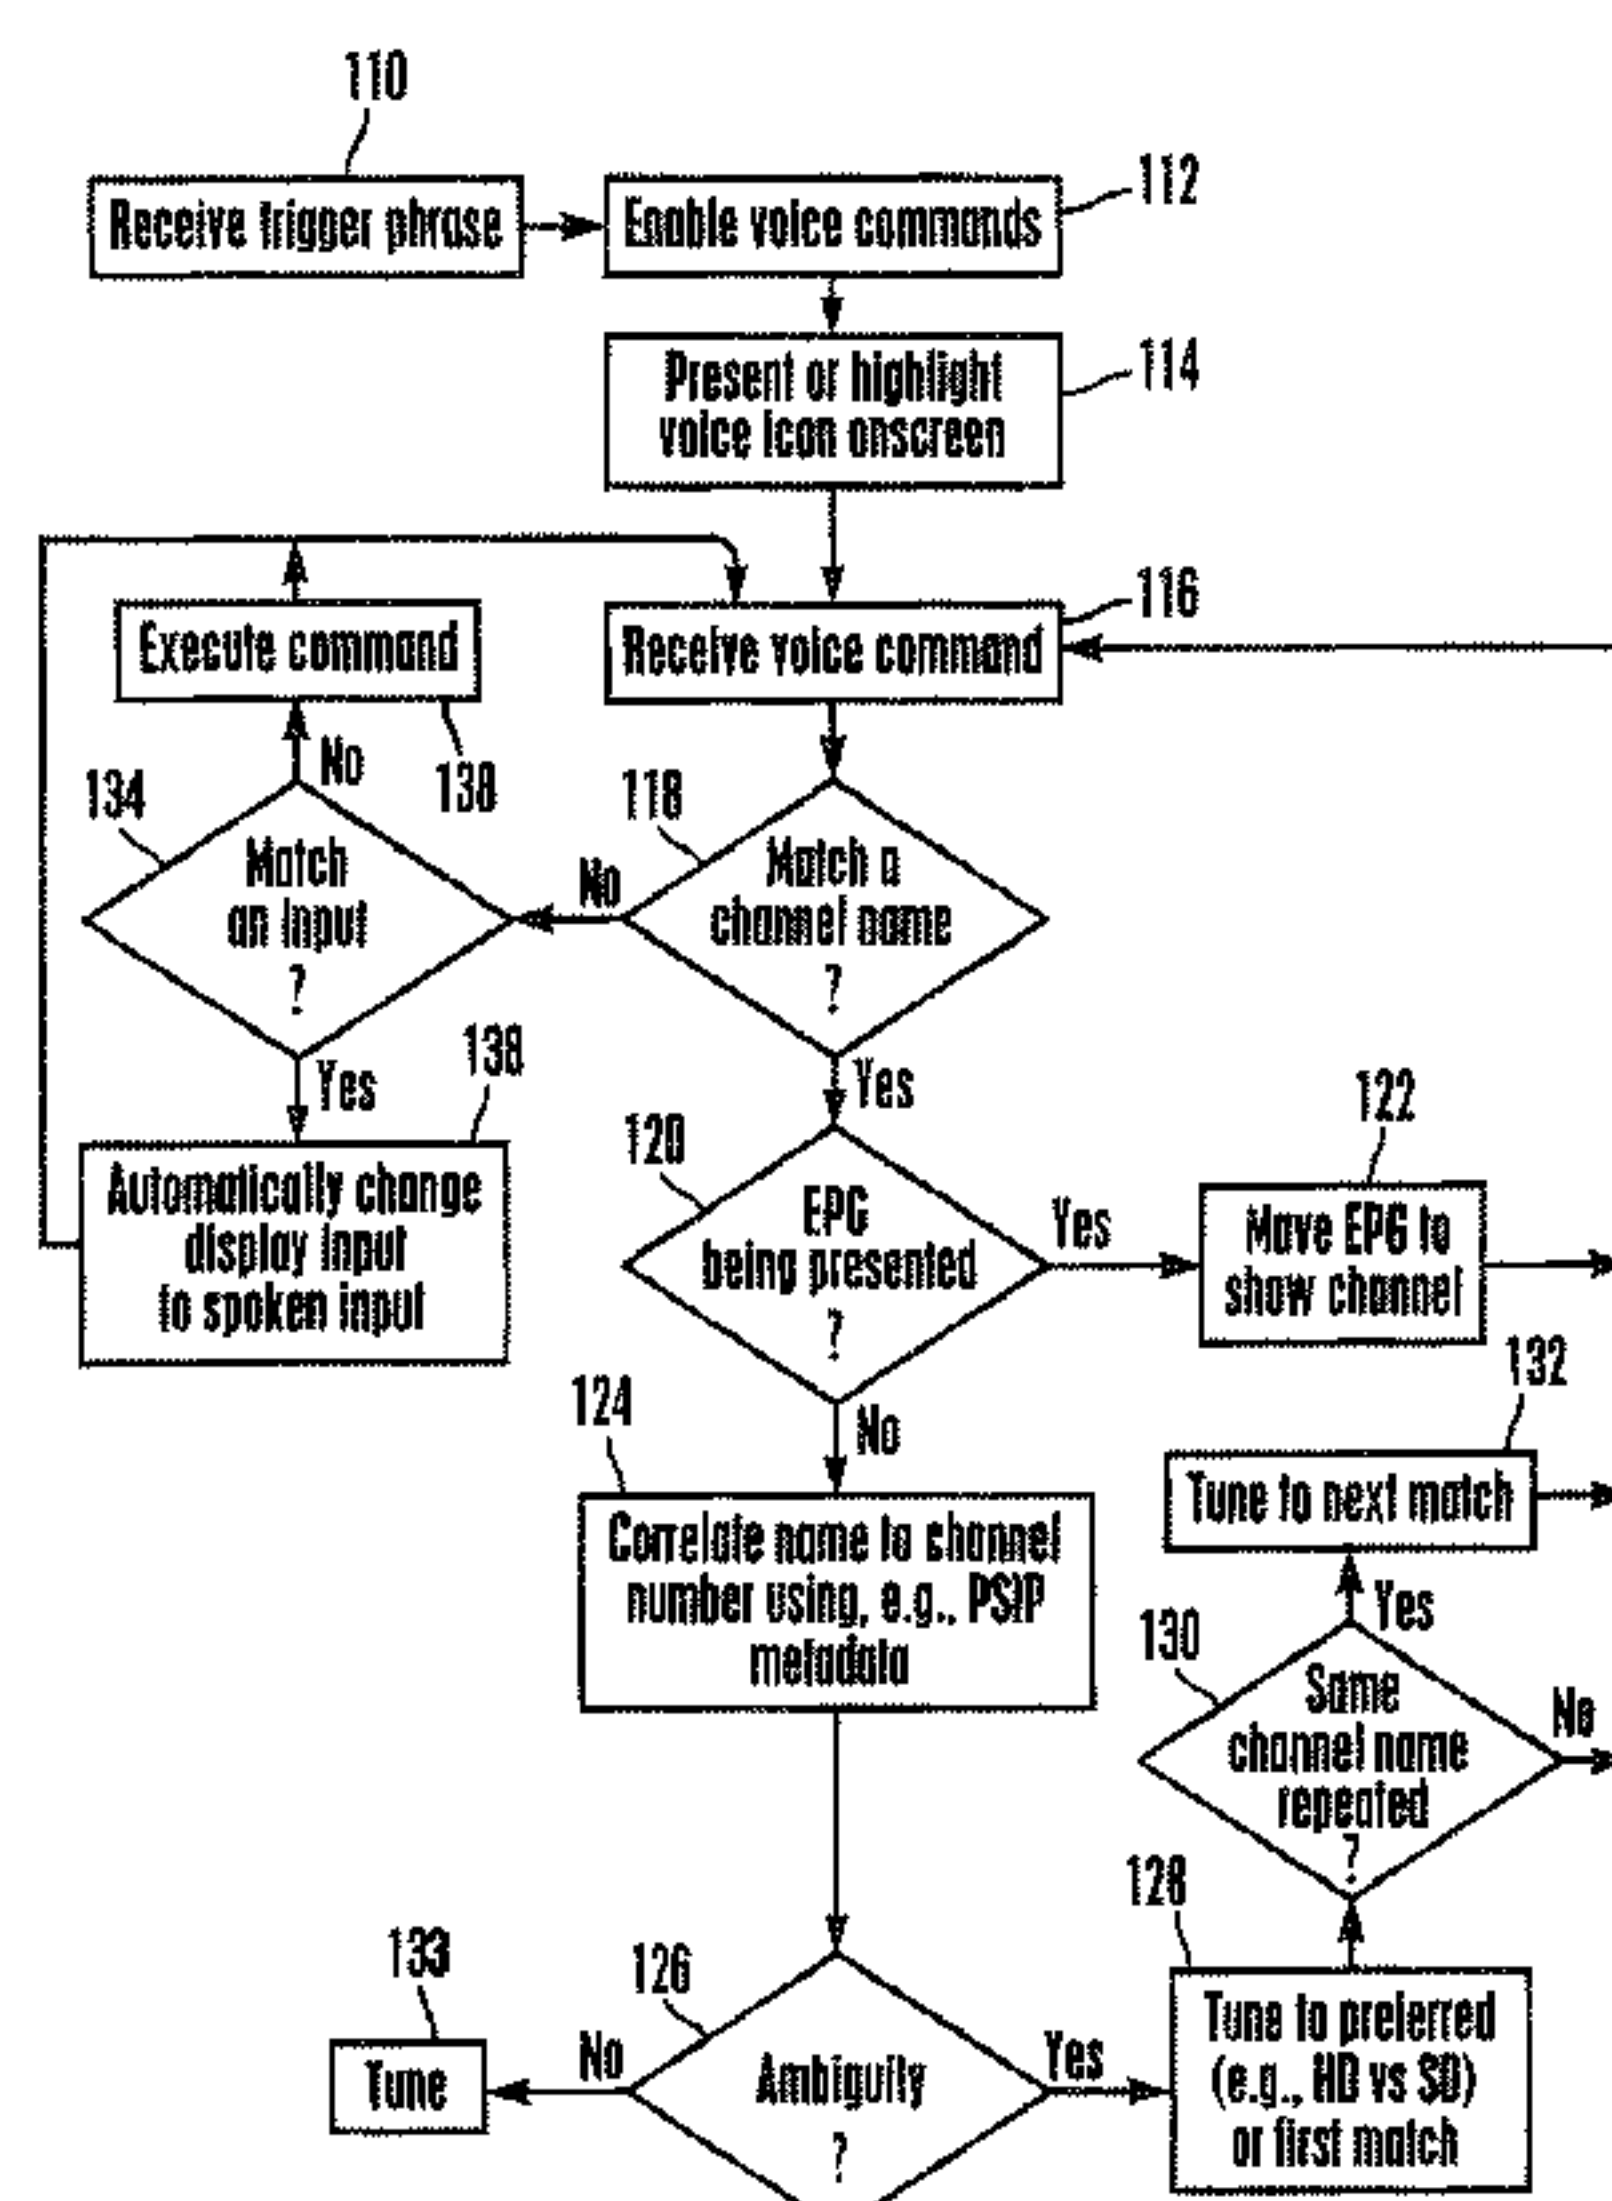 110
Receive trigger phrase
Enable voice commands
112
Present or highlight
voice icon onscreen
114
Execute command
138
Receive voice command
116
134
Match
an input
?
No
Yes
118
Match a
channel name
?
No
Yes
138
Automatically change
display input
to spoken input
120
EPG
being presented
?
Yes
No
122
Move EPG to
show channel
124
Correlate name to channel
number using, e.g., PSIP
metadata
132
Tune to next match
130
Yes
Same
channel name
repeated
?
No
133
Tune
126
No
Ambiguity
?
Yes
128
Tune to preferred
(e.g., HD vs SD)
or first match